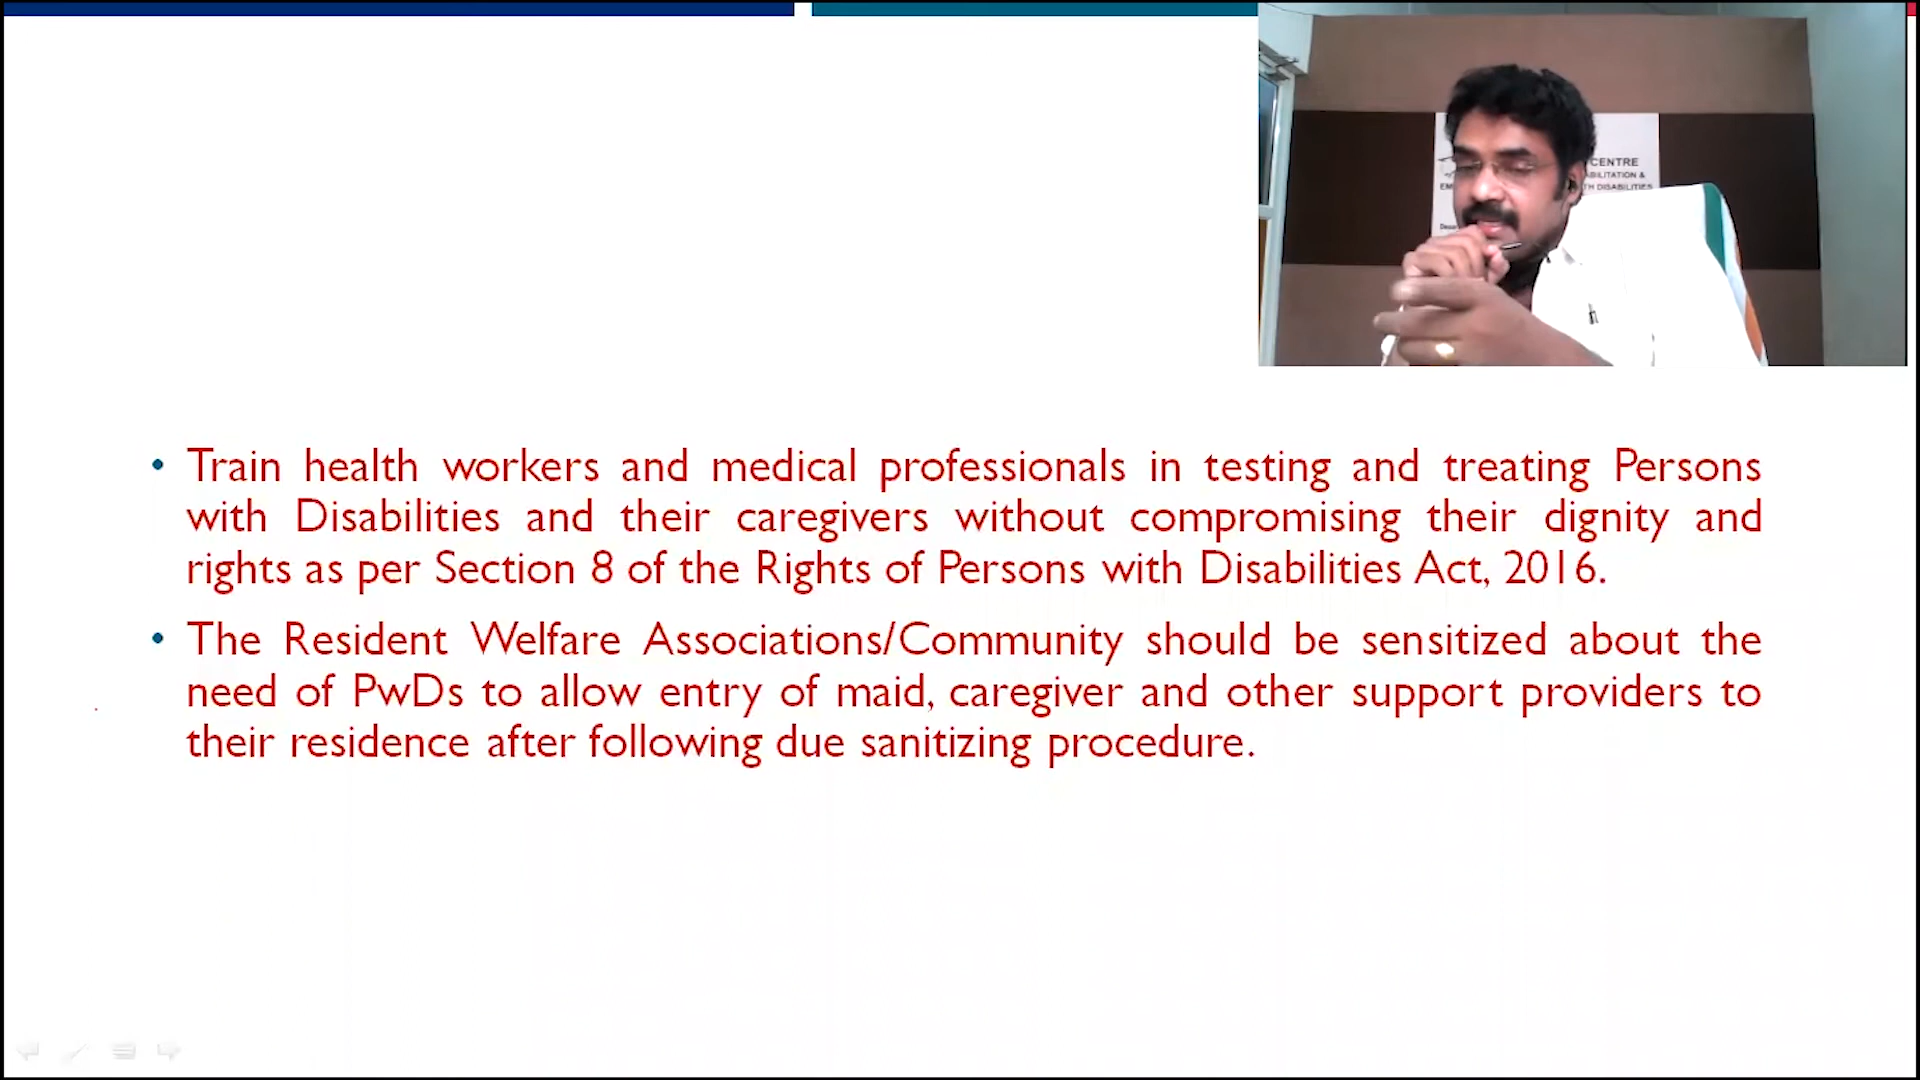 CENTRE
• Train health workers and medical professionals in testing and treating Persons
with Disabilities and their caregivers without compromising their dignity and
rights as per Section 8 of the Rights of Persons with Disabilities Act, 2016.
• The Resident Welfare Associations/Community should be sensitized about the
need of PwDs to allow entry of maid, caregiver and other support providers to
their residence after following due sanitizing procedure.